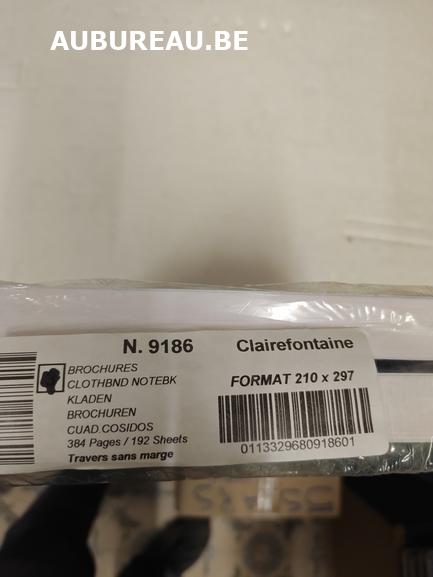 AUBUREAU.BE
N. 9186 Clairefontaine
BROCHURES
CLOTHBND NOTEBK
KLADEN
BROCHUREN
CUAD.COSIDOS
384 Pages / 192 Sheets
Travers sans marge
FORMAT 210 x 297
0113329680918601